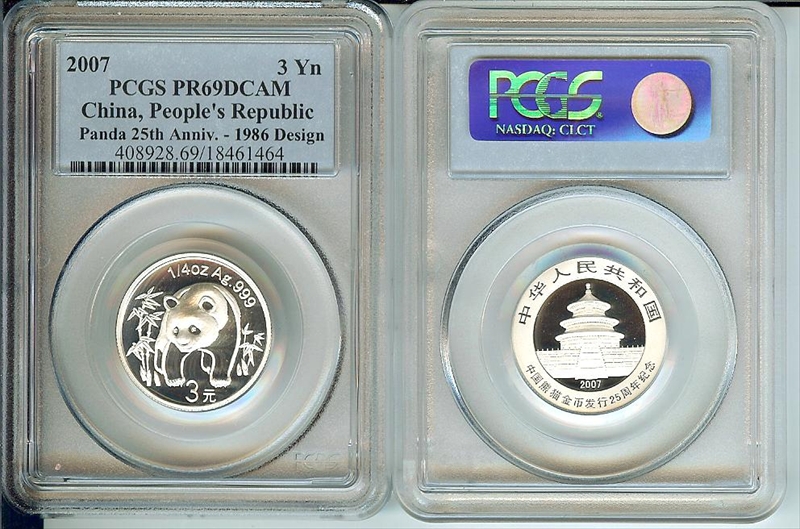 2007 3 Yn
PCGS PR69DCAM
China, People's Republic
Panda 25th Anniv. - 1986 Design
408928.69/18461464
1/4oz Ag.999
3元
PCGS
PCGS®
NASDAQ: CLCT
中华人民共和国
2007
中国熊猫金币发行25周年纪念